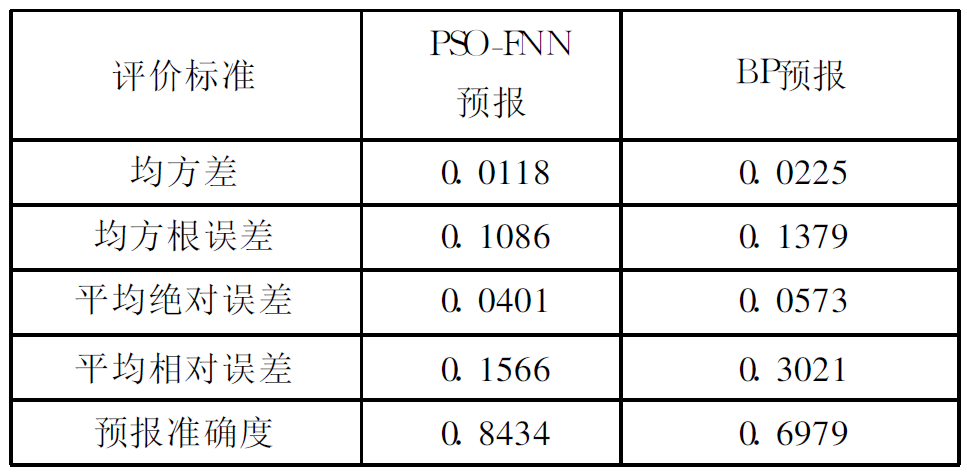 评价标准 PSO-FNN 预报 BP预报
均方差 0.0118 0.0225
均方根误差 0.1086 0.1379
平均绝对误差 0.0401 0.0573
平均相对误差 0.1566 0.3021
预报准确度 0.8434 0.6979